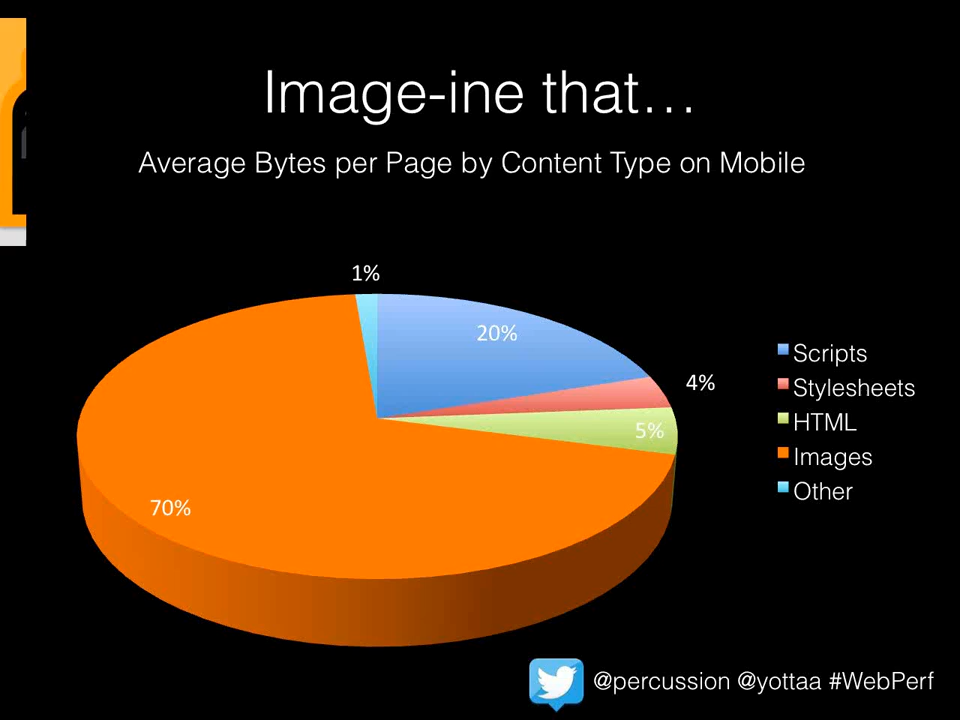 Image-ine that…
Average Bytes per Page by Content Type on Mobile
1%
20%
4%
5%
70%
Scripts
Stylesheets
HTML
Images
Other
@percussion @yottaa #WebPerf